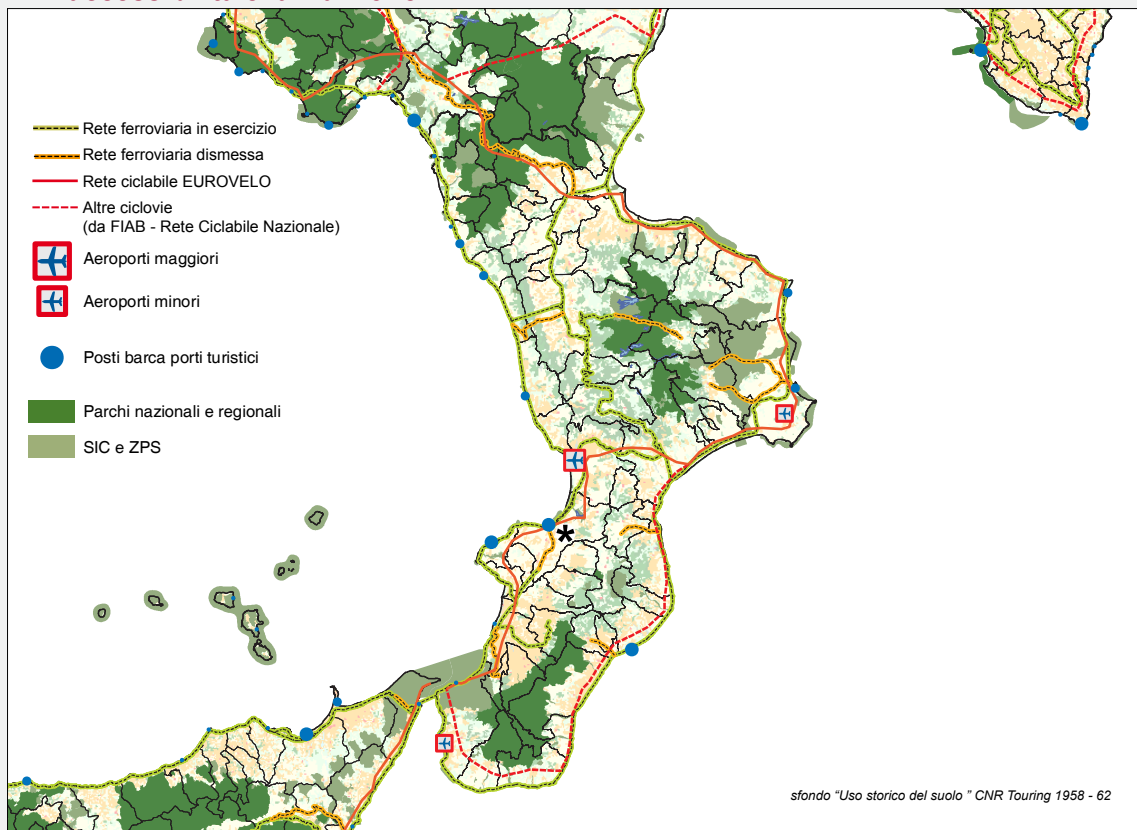 Rete ferroviaria in esercizio
Rete ferroviaria dismessa
Rete ciclabile EUROVELO
Altre ciclovie
(da FIAB - Rete Ciclabile Nazionale)
Aeroporti maggiori
Aeroporti minori
Posti barca porti turistici
Parchi nazionali e regionali
SIC e ZPS
*
sfondo “Uso storico del suolo ” CNR Touring 1958 - 62